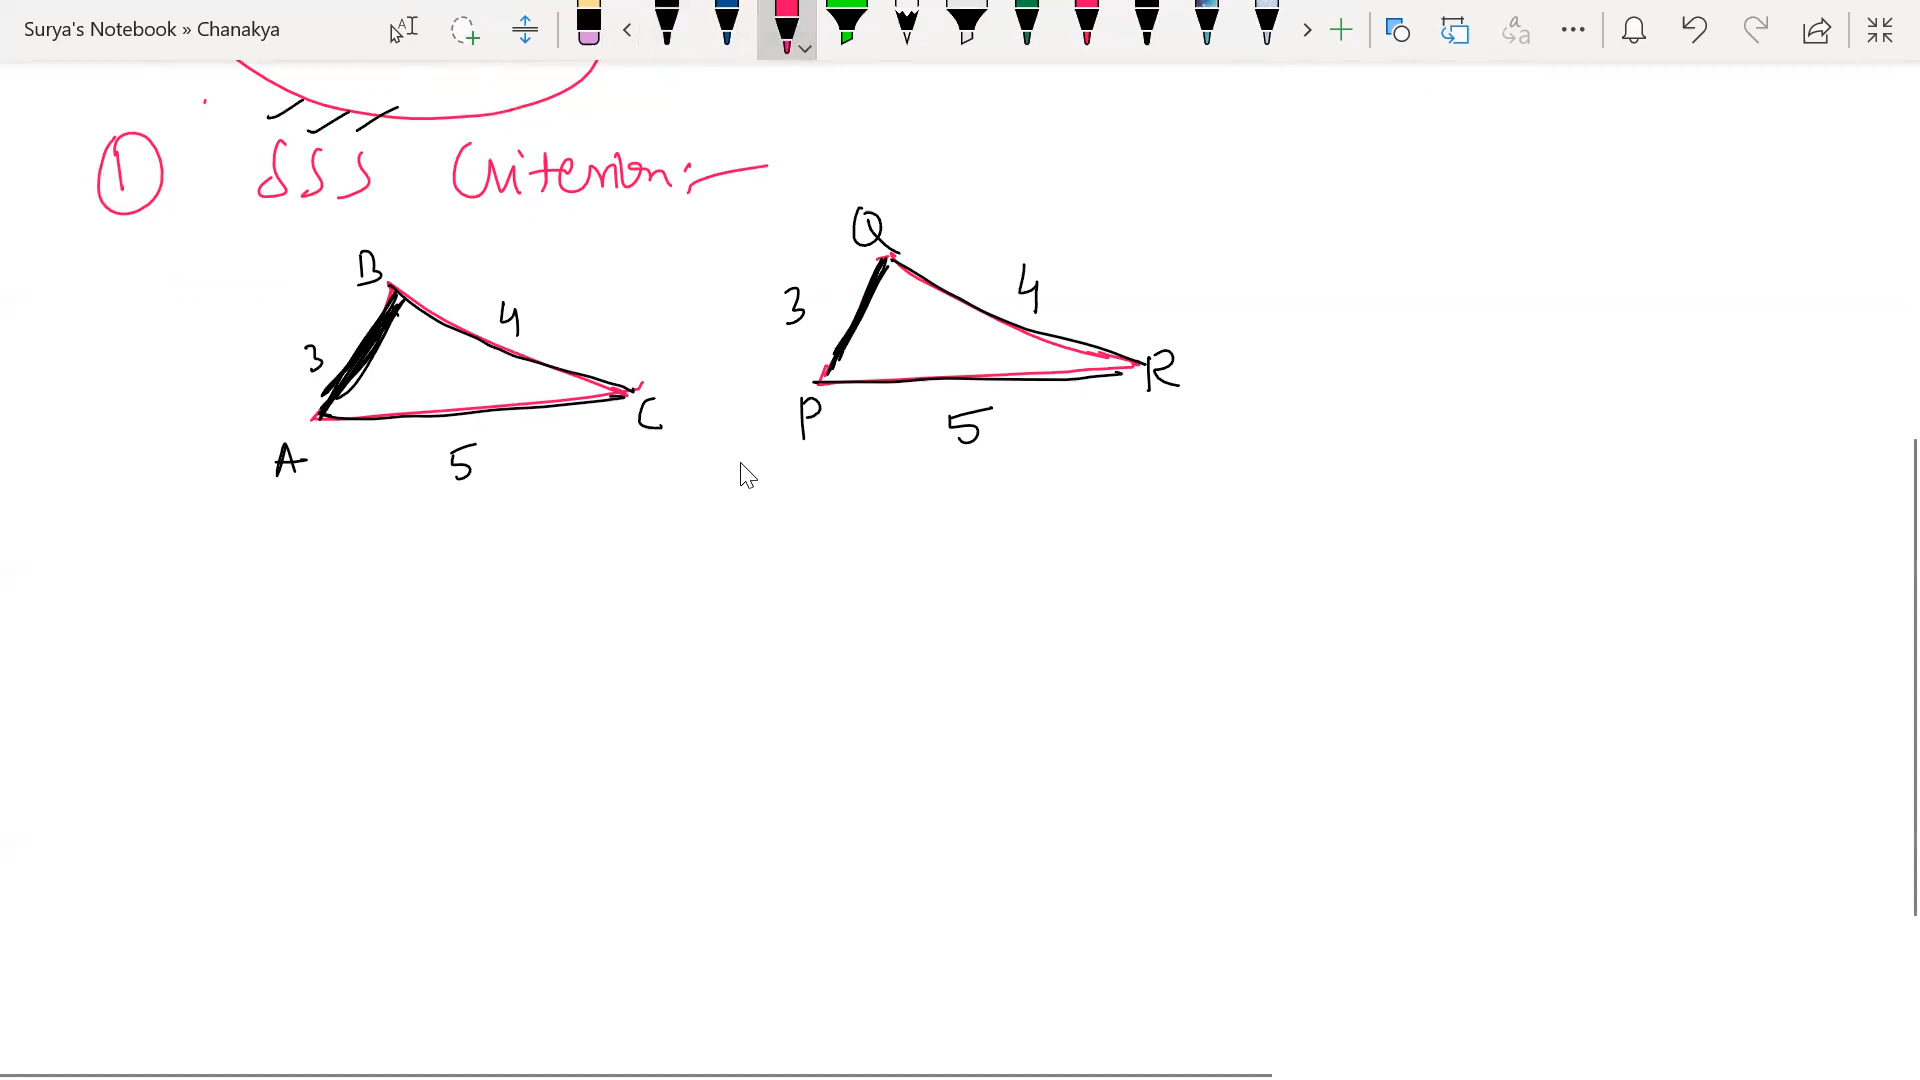 Surya's Notebook » Chanakya
① SSS Criterion:-
Q
B 4
4 3
3 R
C P 5
A 5